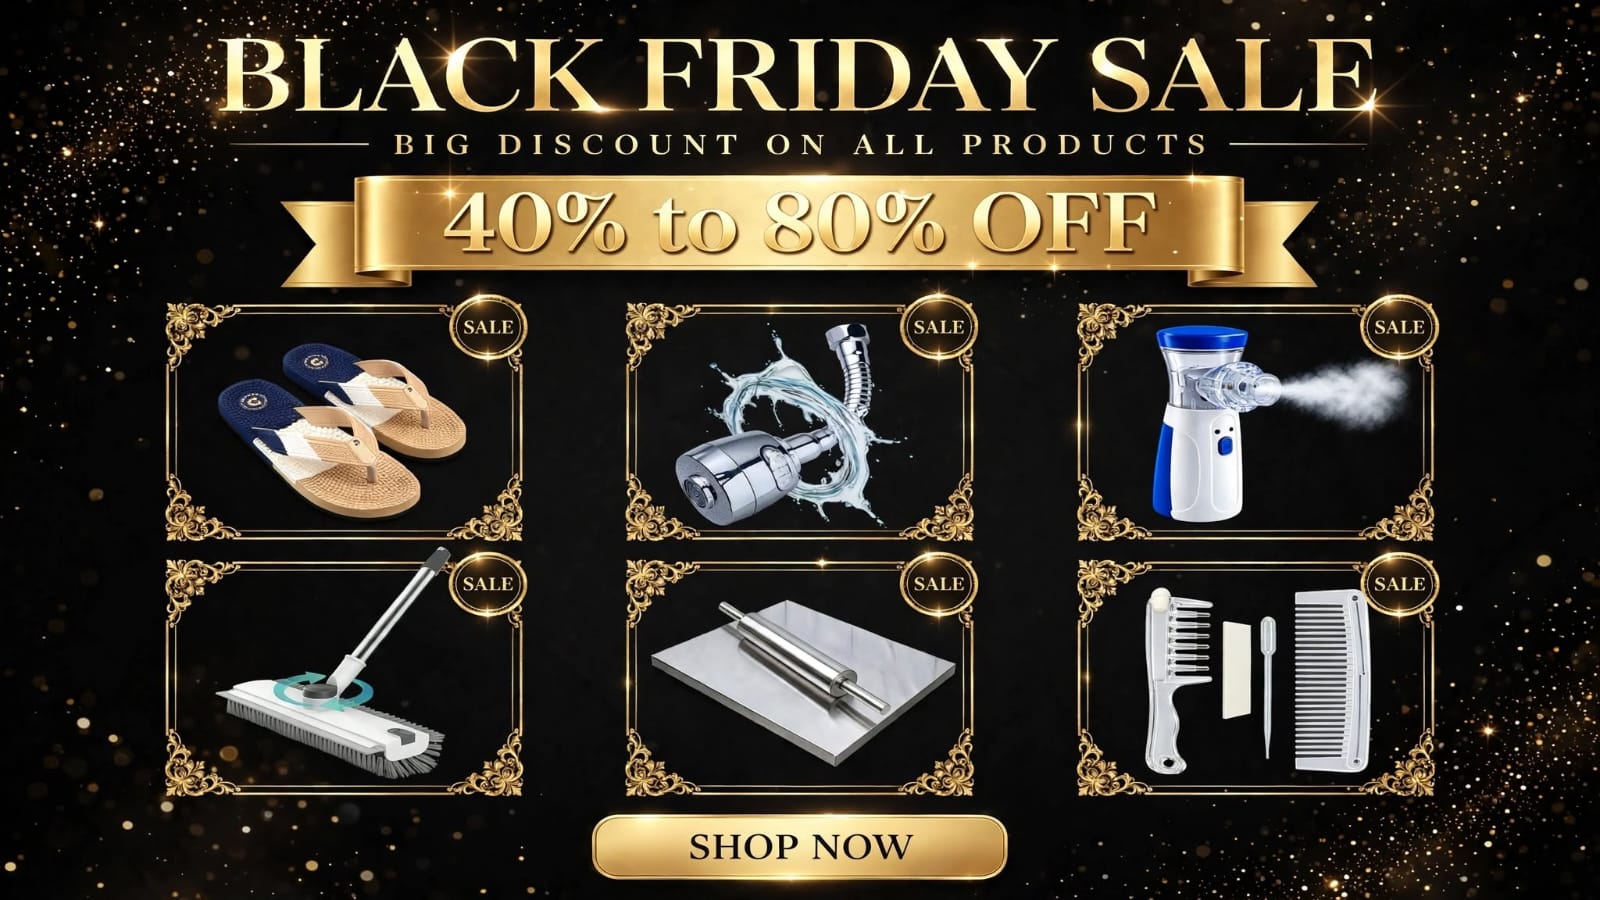 BLACK FRIDAY SALE
BIG DISCOUNT ON ALL PRODUCTS
40% to 80% OFF
SALE
SALE
SALE
SALE
SALE
SALE
SHOP NOW